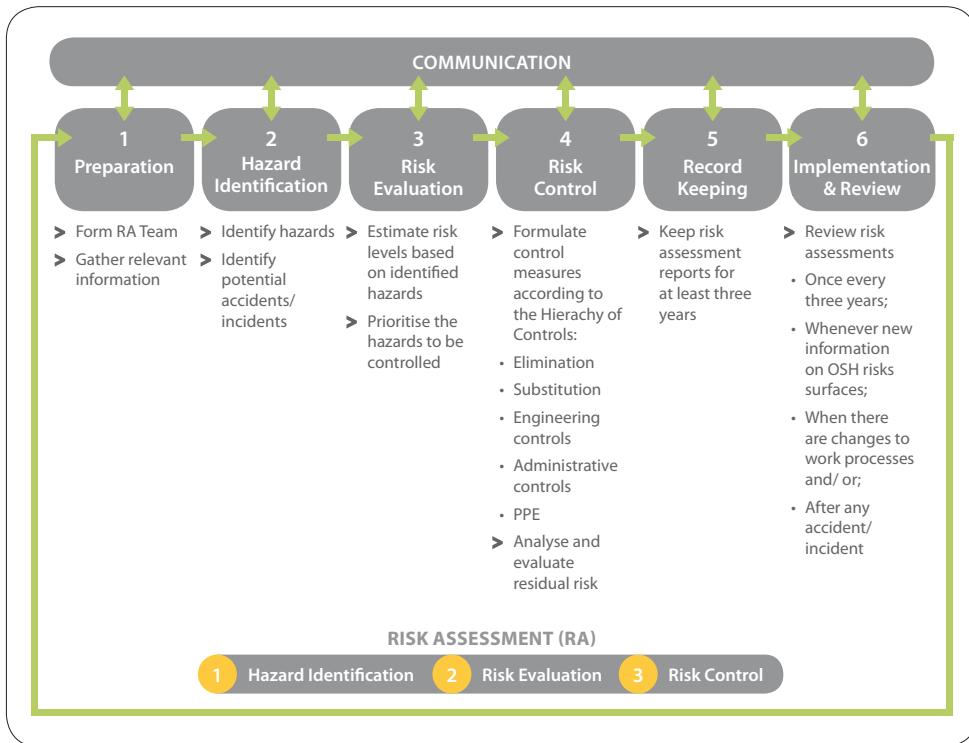 COMMUNICATION
1
Preparation
2
Hazard
Identification
3
Risk
Evaluation
4
Risk
Control
5
Record
Keeping
6
Implementation
& Review
> Form RA Team
> Gather relevant
information
> Identify hazards
> Identify
potential
accidents/
incidents
> Estimate risk
levels based
on identified
hazards
> Prioritise the
hazards to be
controlled
> Formulate
control
measures
according to
the Hierachy of
Controls:
• Elimination
• Substitution
• Engineering
controls
• Administrative
controls
• PPE
> Analyse and
evaluate
residual risk
> Keep risk
assessment
reports for
at least three
years
> Review risk
assessments
• Once every
three years;
• Whenever new
information
on OSH risks
surfaces;
• When there
are changes to
work processes
and/ or;
• After any
accident/
incident
RISK ASSESSMENT (RA)
1 Hazard Identification 2 Risk Evaluation 3 Risk Control